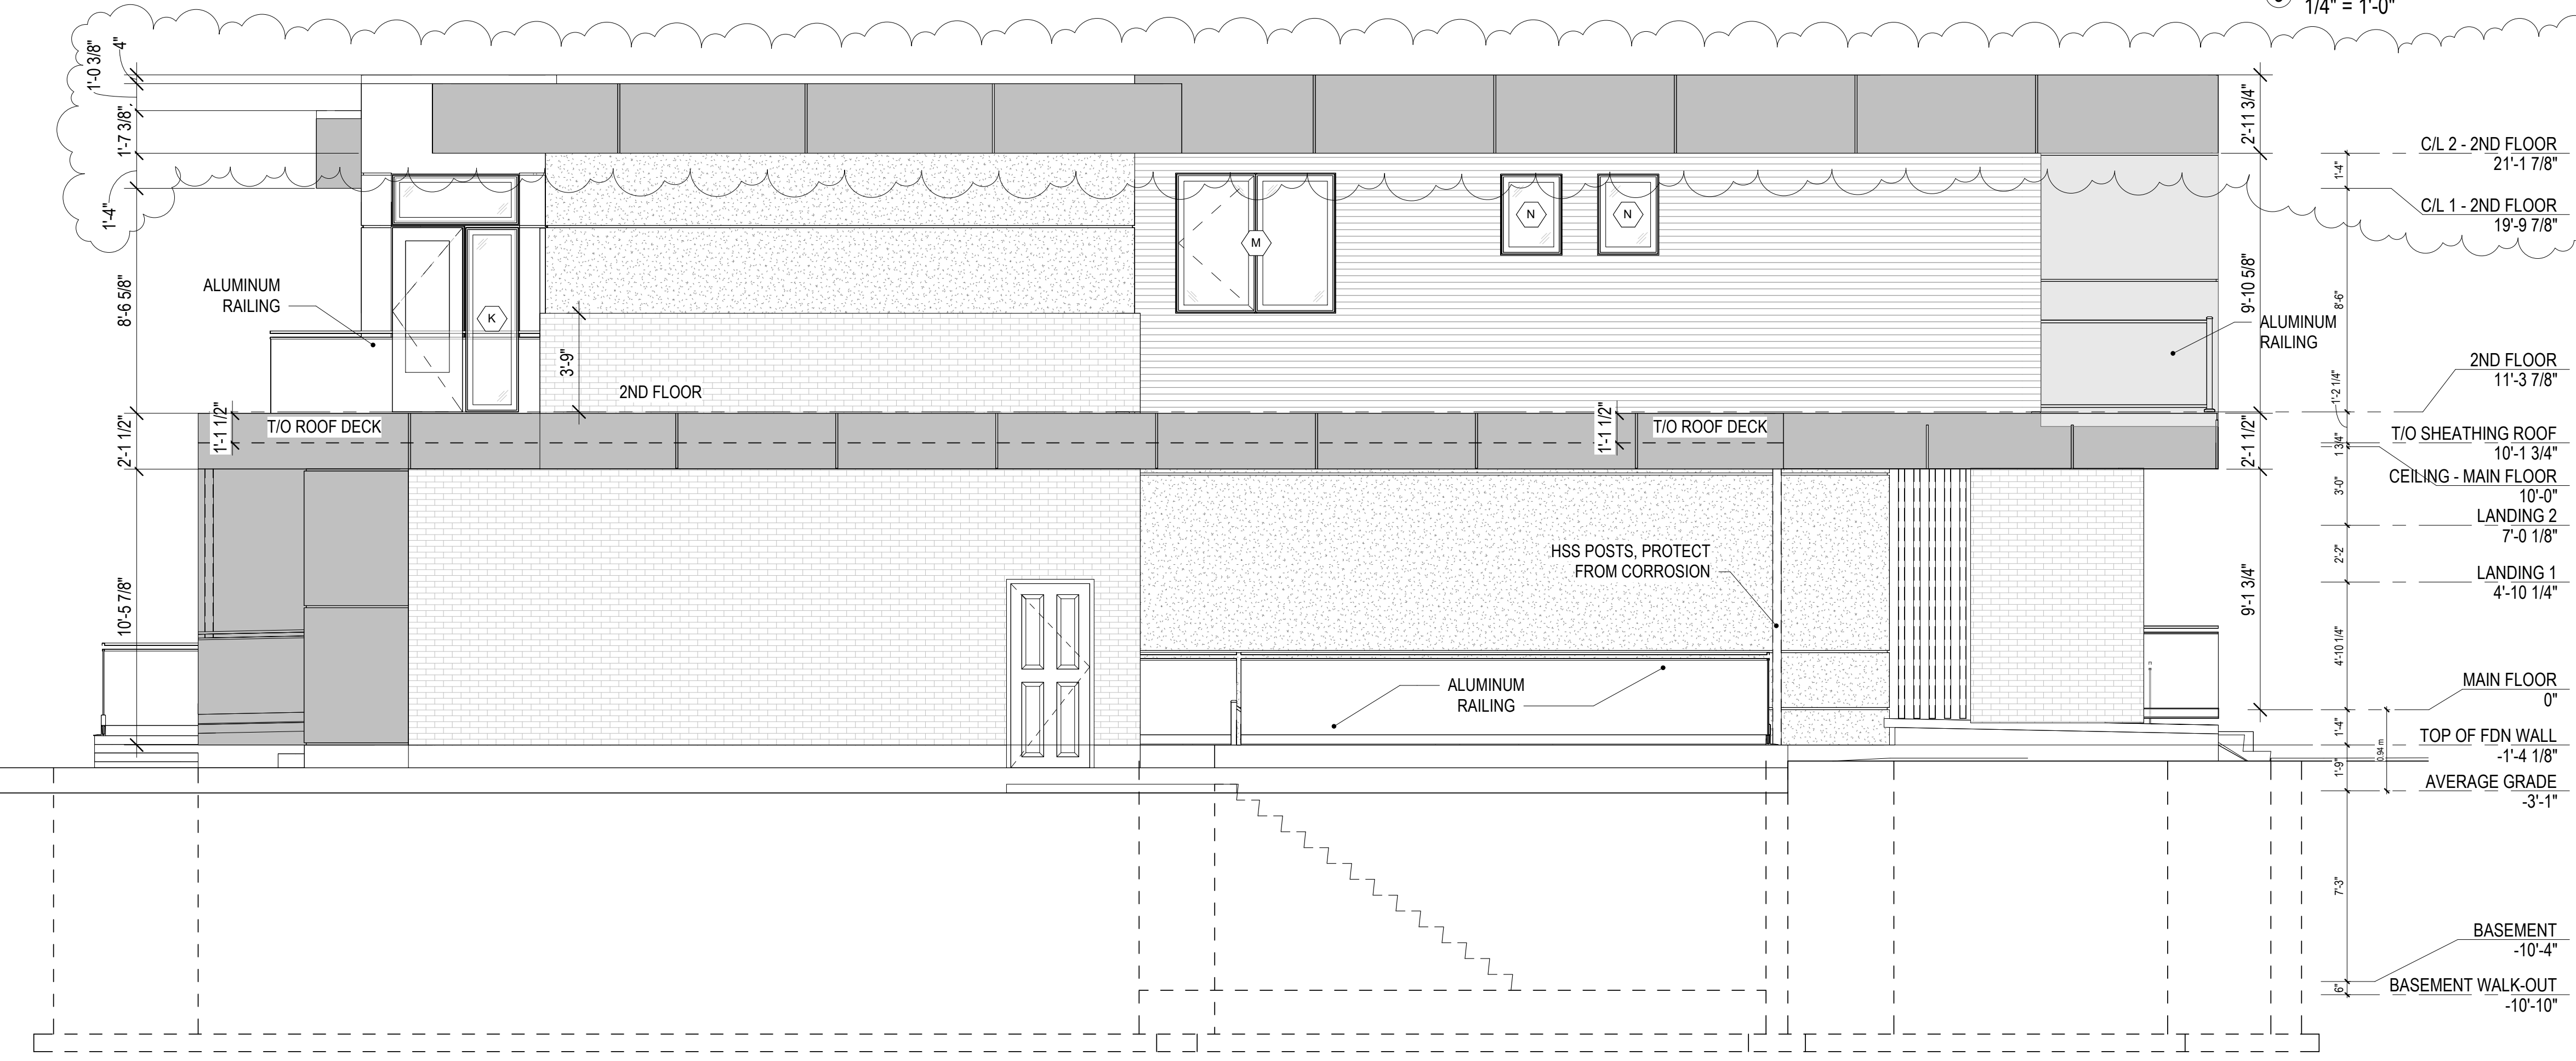 1/4" = 1'-0"
1'-0 3/8"
4"
1'-7 3/8"
1'-4"
8'-6 5/8"
2'-1 1/2"
10'-5 7/8"
ALUMINUM
RAILING
K
3'-9"
2ND FLOOR
M
N
N
1'-1 1/2"
T/O ROOF DECK
1'-1 1/2"
T/O ROOF DECK
HSS POSTS, PROTECT
FROM CORROSION
ALUMINUM
RAILING
2'-11 3/4"
9'-10 5/8"
ALUMINUM
RAILING
2'-1 1/2"
9'-1 3/4"
1'-4"
8'-6"
1'-2 1/4"
1 3/4"
3'-0"
2'-2"
4'-10 1/4"
1'-4"
0.94 m
1'-9"
7'-3"
6"
C/L 2 - 2ND FLOOR
21'-1 7/8"
C/L 1 - 2ND FLOOR
19'-9 7/8"
2ND FLOOR
11'-3 7/8"
T/O SHEATHING ROOF
10'-1 3/4"
CEILING - MAIN FLOOR
10'-0"
LANDING 2
7'-0 1/8"
LANDING 1
4'-10 1/4"
MAIN FLOOR
0"
TOP OF FDN WALL
-1'-4 1/8"
AVERAGE GRADE
-3'-1"
BASEMENT
-10'-4"
BASEMENT WALK-OUT
-10'-10"